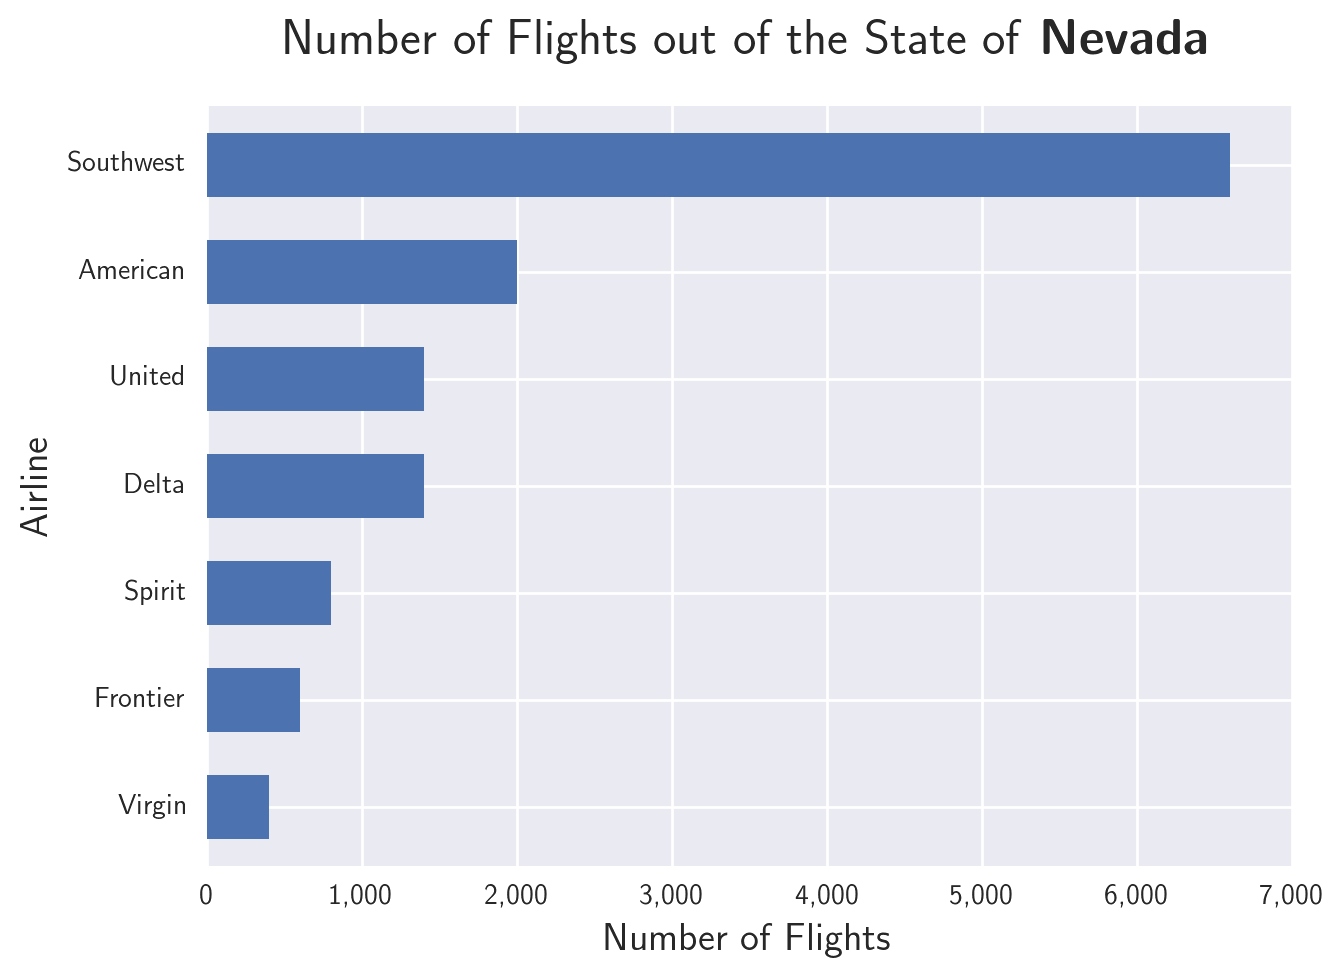 Number of Flights out of the State of Nevada
Southwest
American
United
Delta
Spirit
Frontier
Virgin
Airline
0 1,000 2,000 3,000 4,000 5,000 6,000 7,000
Number of Flights